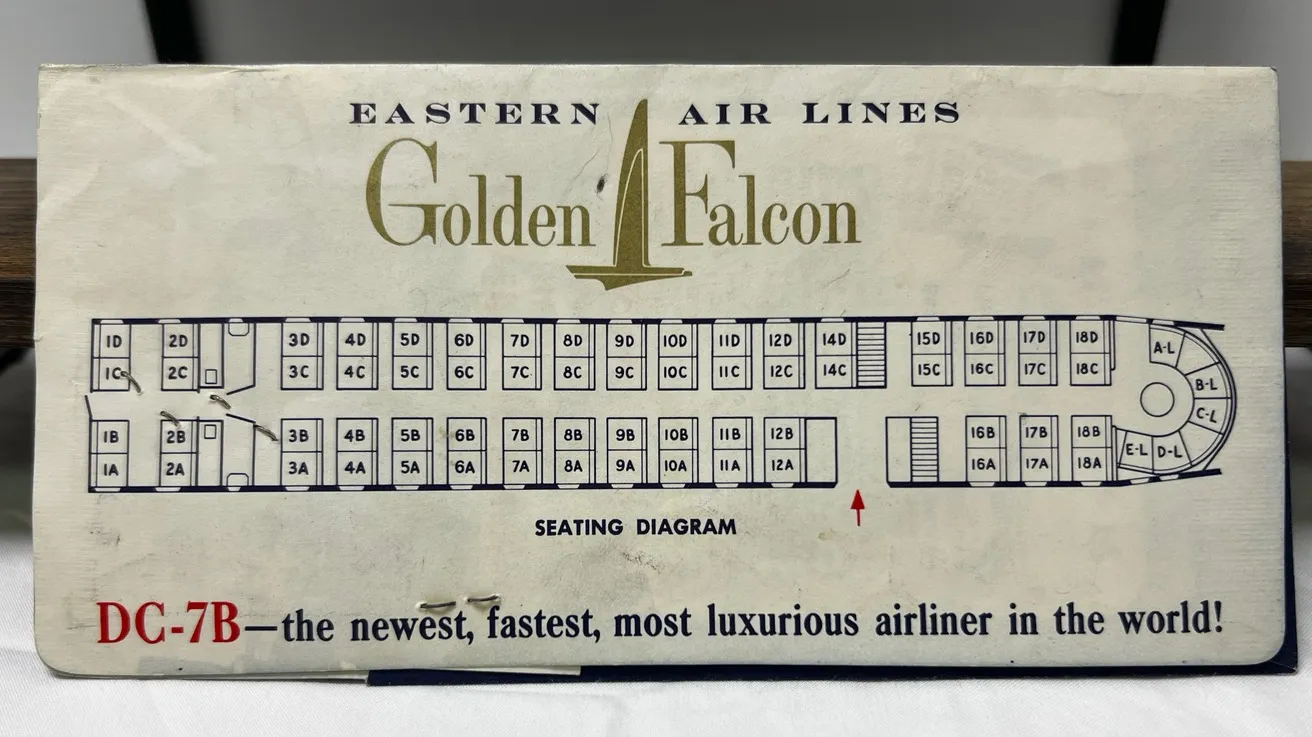 EASTERN AIR LINES
Golden Falcon
1D 2D 3D 4D 5D 6D 7D 8D 9D 10D 11D 12D 14D 15D 16D 17D 18D A-L
1C 2C 3C 4C 5C 6C 7C 8C 9C 10C 11C 12C 14C 15C 16C 17C 18C B-L
C-L
1B 2B 3B 4B 5B 6B 7B 8B 9B 10B 11B 12B 16B 17B 18B E-L D-L
1A 2A 3A 4A 5A 6A 7A 8A 9A 10A 11A 12A 16A 17A 18A
SEATING DIAGRAM
DC-7B—the newest, fastest, most luxurious airliner in the world!